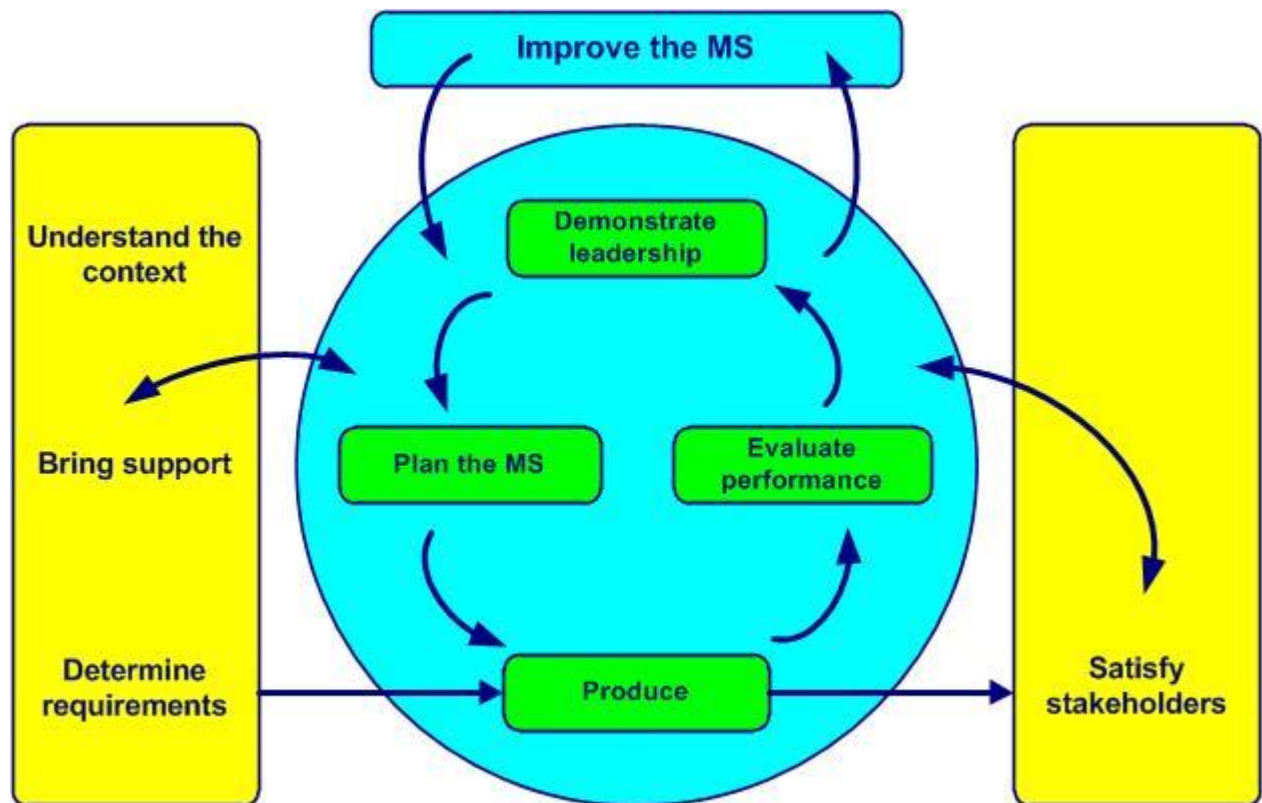 Improve the MS
Understand the
context
Bring support
Determine
requirements
Demonstrate
leadership
Plan the MS
Evaluate
performance
Produce
Satisfy
stakeholders